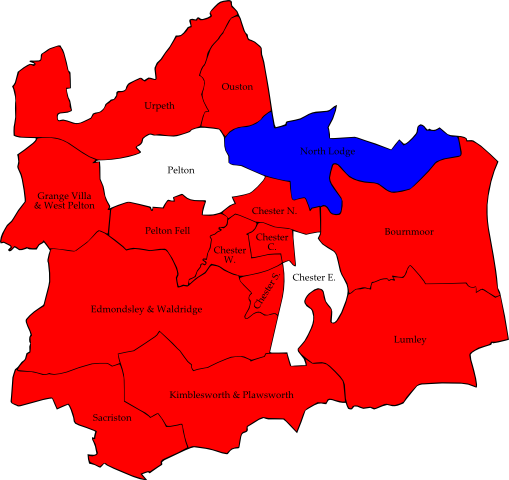 Ouston
Urpeth
North Lodge
Pelton
Grange Villa
& West Pelton
Chester N.
Pelton Fell
Chester
C.
Bournmoor
Chester
W.
Chester E.
Chester S.
Edmondsley & Waldridge
Lumley
Kimblesworth & Plawsworth
Sacriston